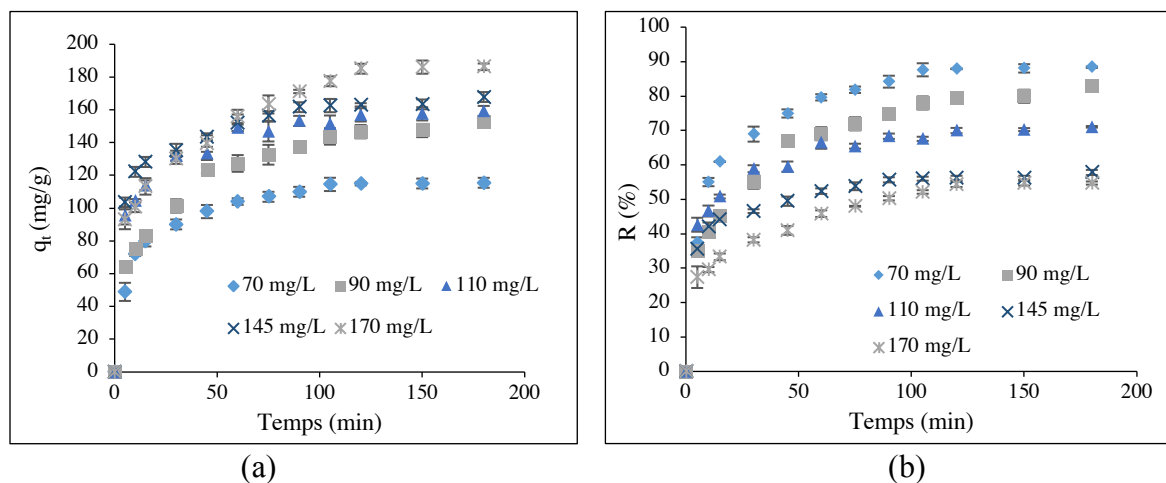 200
180
160
140
120
100
80
60
40
20
0
q_t (mg/g)
70 mg/L 90 mg/L 110 mg/L
145 mg/L 170 mg/L
0 50 100 150 200
Temps (min)
(a)
100
90
80
70
60
50
40
30
20
10
0
R (%)
70 mg/L 90 mg/L
110 mg/L 145 mg/L
170 mg/L
0 50 100 150 200
Temps (min)
(b)